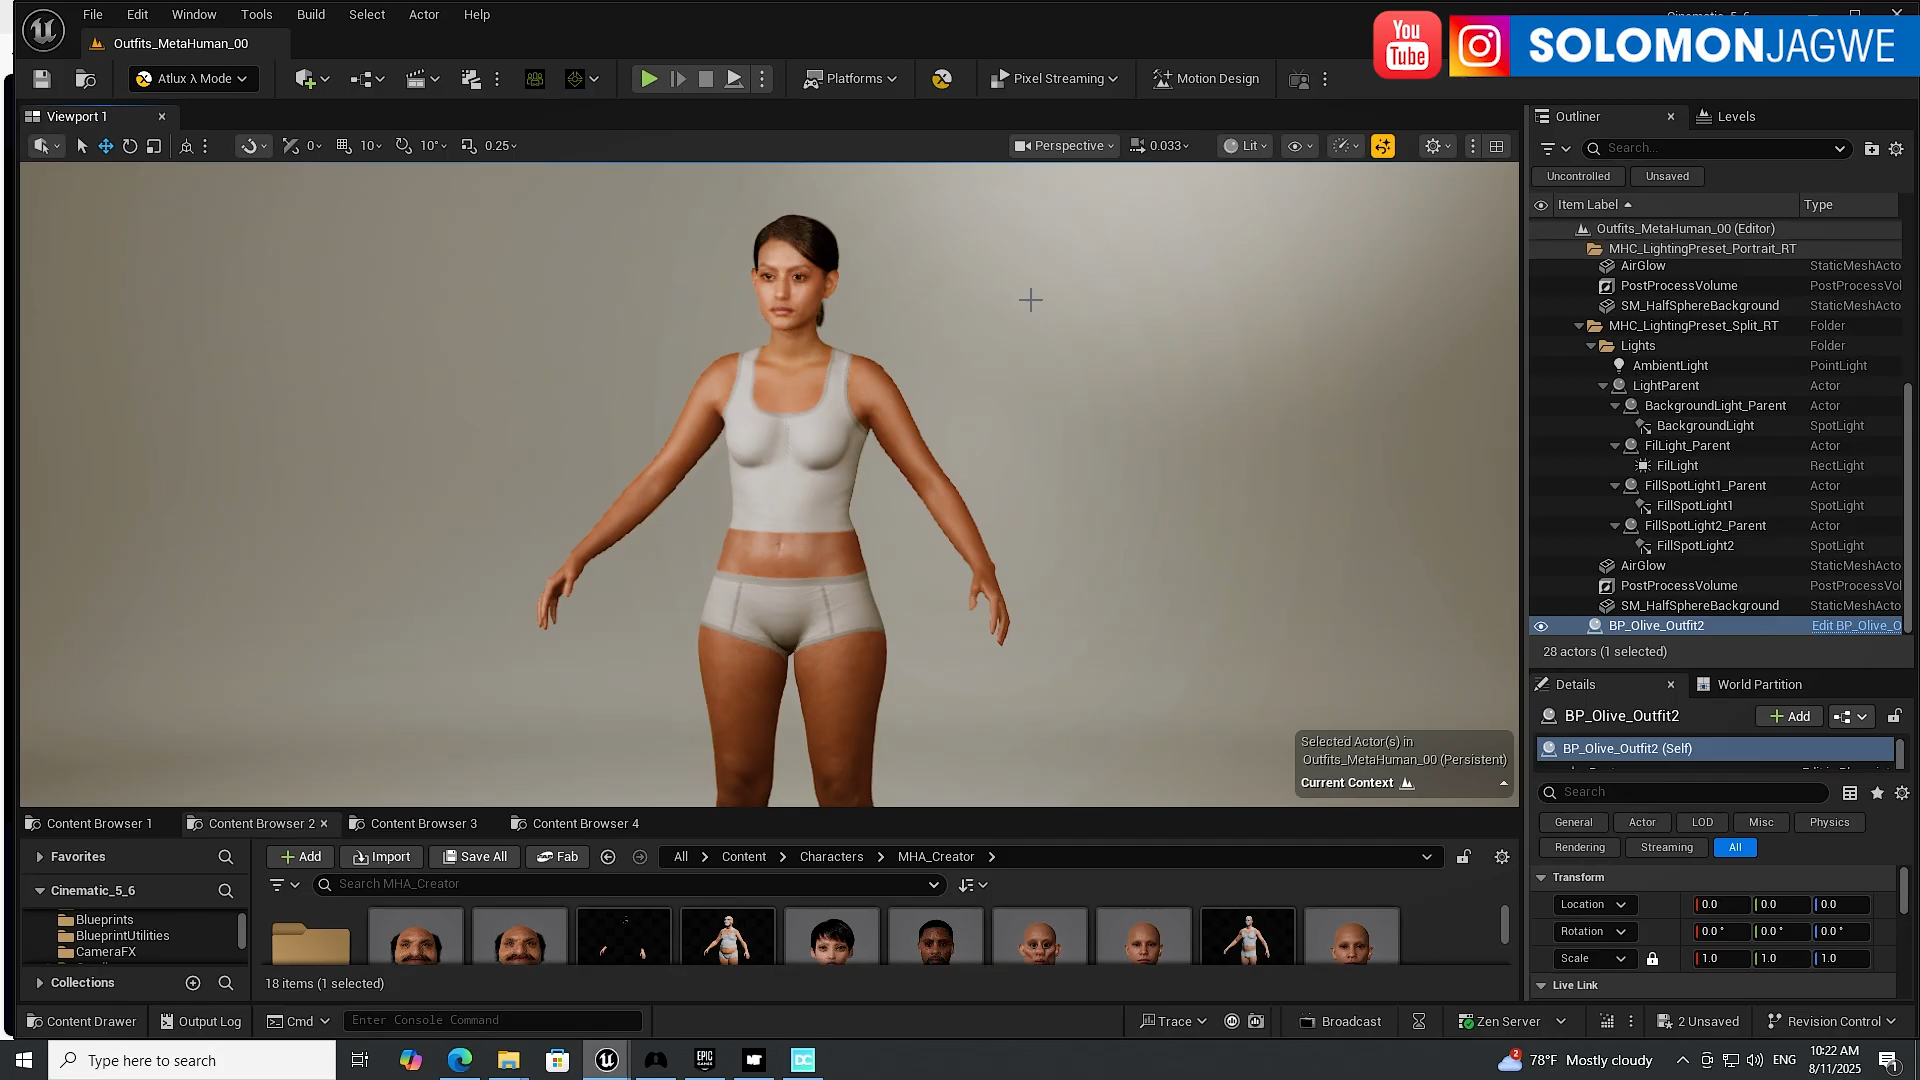 File Edit Window Tools Build Select Actor Help
Outfits_MetaHuman_00
You
Tube
SOLOMONJAGWE
Atlux λ Mode
Platforms
Pixel Streaming
Motion Design
Viewport 1
0
10
10°
0.25
Perspective
0.033
Lit
Outliner
Levels
Search...
Uncontrolled
Unsaved
Item Label
Type
Outfits_MetaHuman_00 (Editor)
MHC_LightingPreset_Portrait_RT
AirGlow StaticMeshActo
PostProcessVolume PostProcessVol
SM_HalfSphereBackground StaticMeshActo
MHC_LightingPreset_Split_RT Folder
Lights Folder
AmbientLight PointLight
LightParent Actor
BackgroundLight_Parent Actor
BackgroundLight SpotLight
FilLight_Parent Actor
FilLight RectLight
FillSpotLight1_Parent Actor
FillSpotLight1 SpotLight
FillSpotLight2_Parent Actor
FillSpotLight2 SpotLight
AirGlow StaticMeshActo
PostProcessVolume PostProcessVol
SM_HalfSphereBackground StaticMeshActo
BP_Olive_Outfit2 Edit BP_Olive_O
28 actors (1 selected)
Details
World Partition
BP_Olive_Outfit2
Add
BP_Olive_Outfit2 (Self)
Search
General Actor LOD Misc Physics
Rendering Streaming All
Transform
Location 0.0 0.0 0.0
Rotation 0.0° 0.0° 0.0°
Scale 1.0 1.0 1.0
Live Link
Selected Actor(s) in
Outfits_MetaHuman_00 (Persistent)
Current Context
Content Browser 1
Content Browser 2
Content Browser 3
Content Browser 4
Favorites
Cinematic_5_6
Blueprints
BlueprintUtilities
CameraFX
Collections
Add
Import
Save All
Fab
All > Content > Characters > MHA_Creator >
Search MHA_Creator
18 items (1 selected)
Content Drawer
Output Log
Cmd
Enter Console Command
Trace
Broadcast
Zen Server
2 Unsaved
Revision Control
Type here to search
EPIC
GAMES
DC
2
78°F Mostly cloudy
ENG
10:22 AM
8/11/2025
1